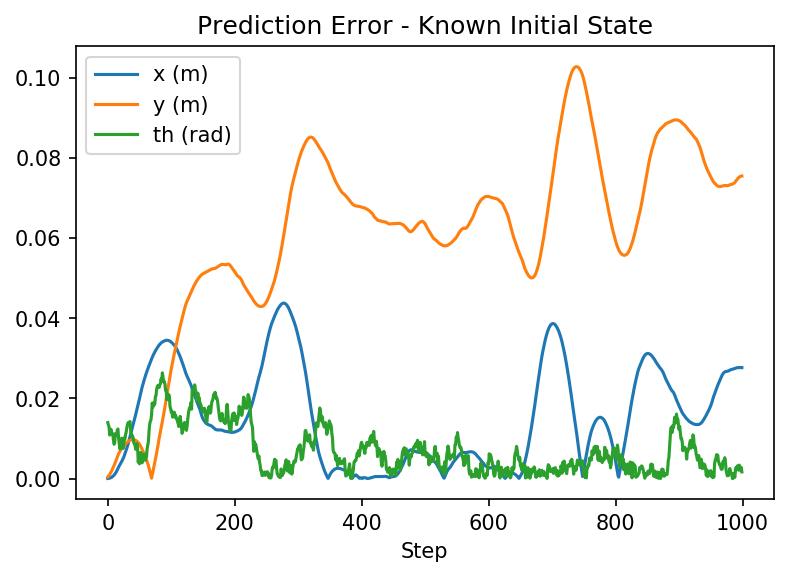 Prediction Error - Known Initial State
x (m)
y (m)
th (rad)
0.10
0.08
0.06
0.04
0.02
0.00
0 200 400 600 800 1000
Step